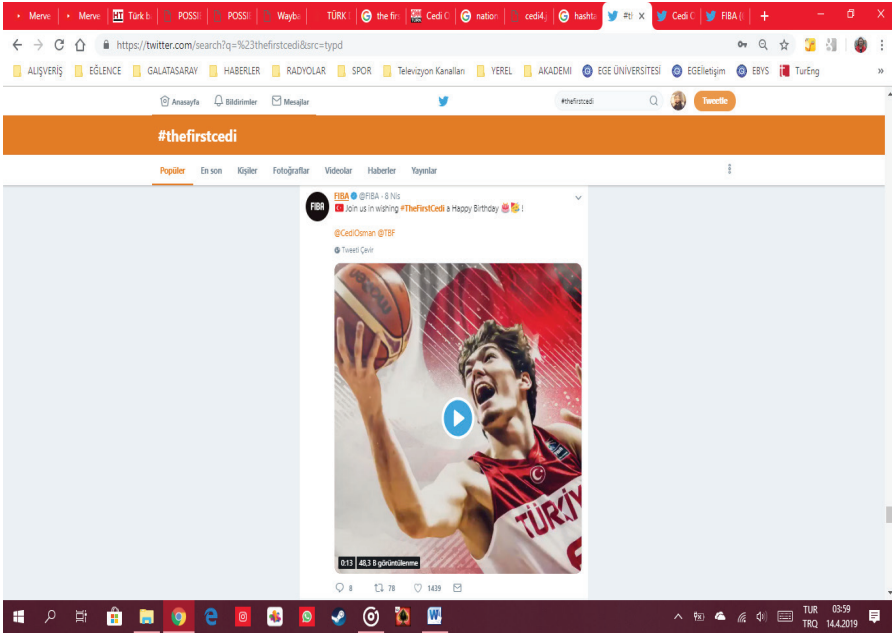 Merve
Merve
Türk b
POSSI
POSSI
Wayba
TÜRK
the fir
Cedi O
nation
cedi4.
hashta
#t
Cedi O
FIBA (
https://twitter.com/search?q=%23thefirstcedi&src=typd
ALIŞVERİŞ
EĞLENCE
GALATASARAY
HABERLER
RADYOLAR
SPOR
Televizyon Kanalları
YEREL
AKADEMI
EGE ÜNİVERSİTESİ
EGEİletişim
EBYS
TurEng
Anasayfa
Bildirimler
Mesajlar
#thefirstcedi
Tweetle
#thefirstcedi
Popüler
En son
Kişiler
Fotoğraflar
Videolar
Haberler
Yayınlar
FIBA
FIBA @FIBA · 8 Nis
Join us in wishing #TheFirstCedi a Happy Birthday !
@CediOsman @TBF
Tweeti Çevir
molten
TÜRKİY
0:13
48,3 B görüntülenme
8
78
1439
TUR
03:59
TRQ
14.4.2019